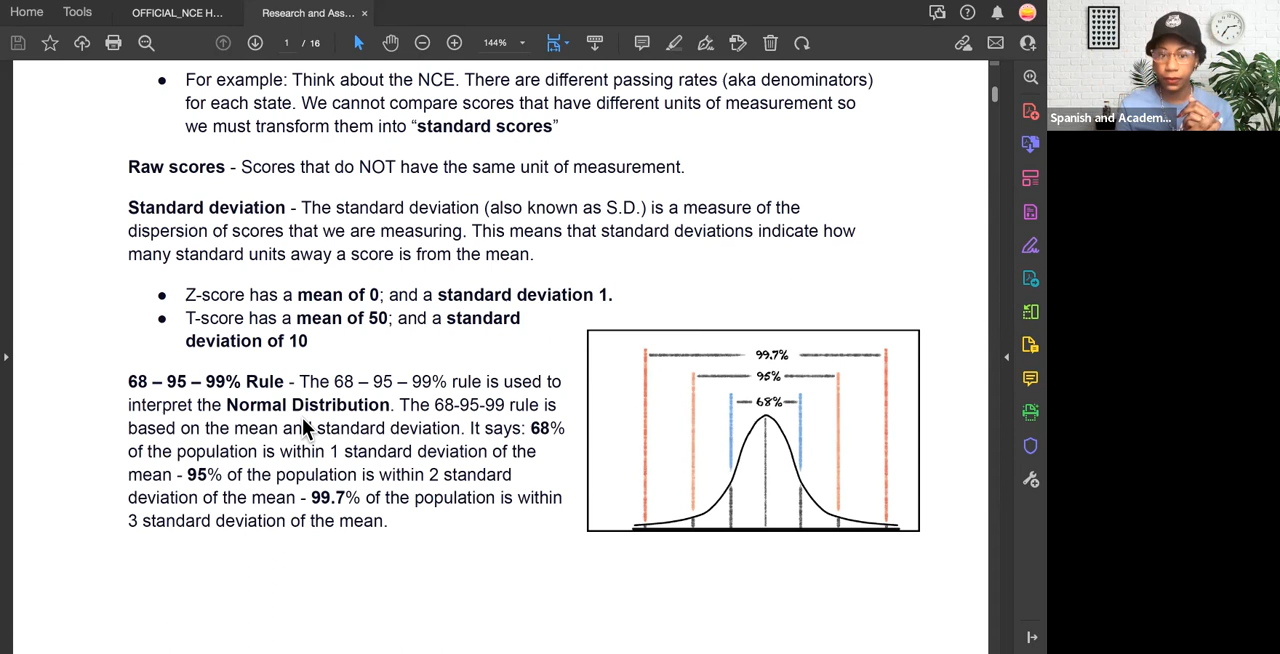 Home
Tools
OFFICIAL_NCE H...
Research and Ass... ×
1 / 16
144%
● For example: Think about the NCE. There are different passing rates (aka denominators)
for each state. We cannot compare scores that have different units of measurement so
we must transform them into “standard scores”
Raw scores - Scores that do NOT have the same unit of measurement.
Standard deviation - The standard deviation (also known as S.D.) is a measure of the
dispersion of scores that we are measuring. This means that standard deviations indicate how
many standard units away a score is from the mean.
● Z-score has a mean of 0; and a standard deviation 1.
● T-score has a mean of 50; and a standard
deviation of 10
68 – 95 – 99% Rule - The 68 – 95 – 99% rule is used to
interpret the Normal Distribution. The 68-95-99 rule is
based on the mean and standard deviation. It says: 68%
of the population is within 1 standard deviation of the
mean - 95% of the population is within 2 standard
deviation of the mean - 99.7% of the population is within
3 standard deviation of the mean.
99.7%
95%
68%
Spanish and Academ...